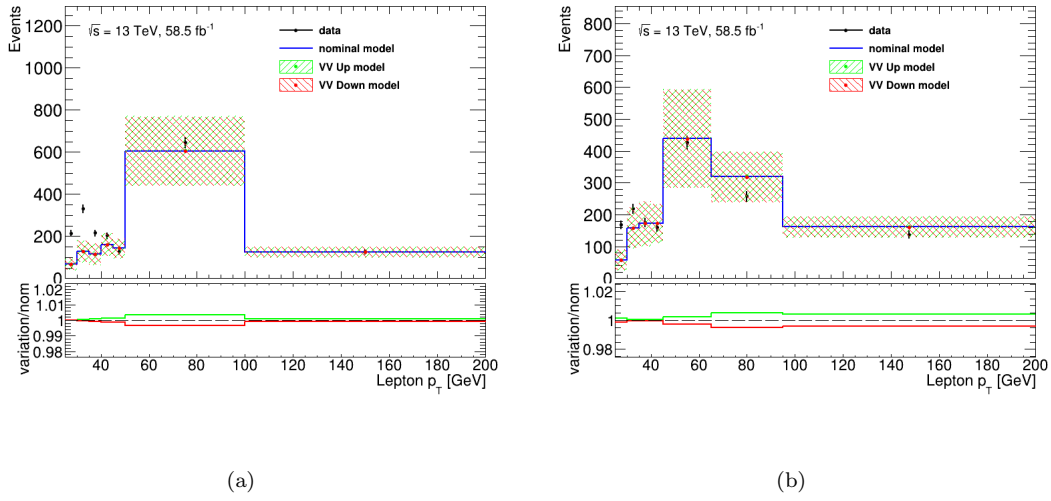 Events
1200
1000
800
600
400
200
0
√s = 13 TeV, 58.5 fb-1
data
nominal model
VV Up model
VV Down model
variation/nom
1.02
1.01
1
0.99
0.98
40 60 80 100 120 140 160 180 200
Lepton pT [GeV]
(a)
Events
800
700
600
500
400
300
200
100
0
√s = 13 TeV, 58.5 fb-1
data
nominal model
VV Up model
VV Down model
variation/nom
1.02
1
0.98
40 60 80 100 120 140 160 180 200
Lepton pT [GeV]
(b)